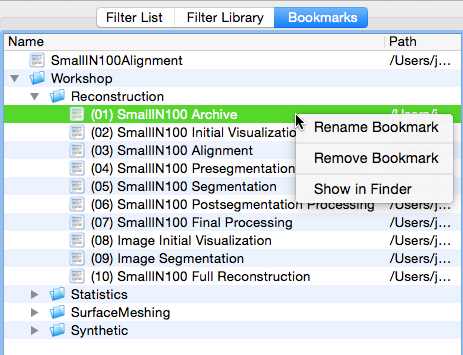 Filter List Filter Library Bookmarks
Name Path
SmallIN100Alignment /Users/j...
Workshop
Reconstruction
(01) SmallIN100 Archive
Rename Bookmark
(02) SmallIN100 Initial Visualizatio
(03) SmallIN100 Alignment
Remove Bookmark
(04) SmallIN100 Presegmentation
(05) SmallIN100 Segmentation
Show in Finder
(06) SmallIN100 Postsegmentation Processing /Users/j...
(07) SmallIN100 Final Processing /Users/j...
(08) Image Initial Visualization /Users/j...
(09) Image Segmentation /Users/j...
(10) SmallIN100 Full Reconstruction /Users/j...
Statistics
SurfaceMeshing
Synthetic